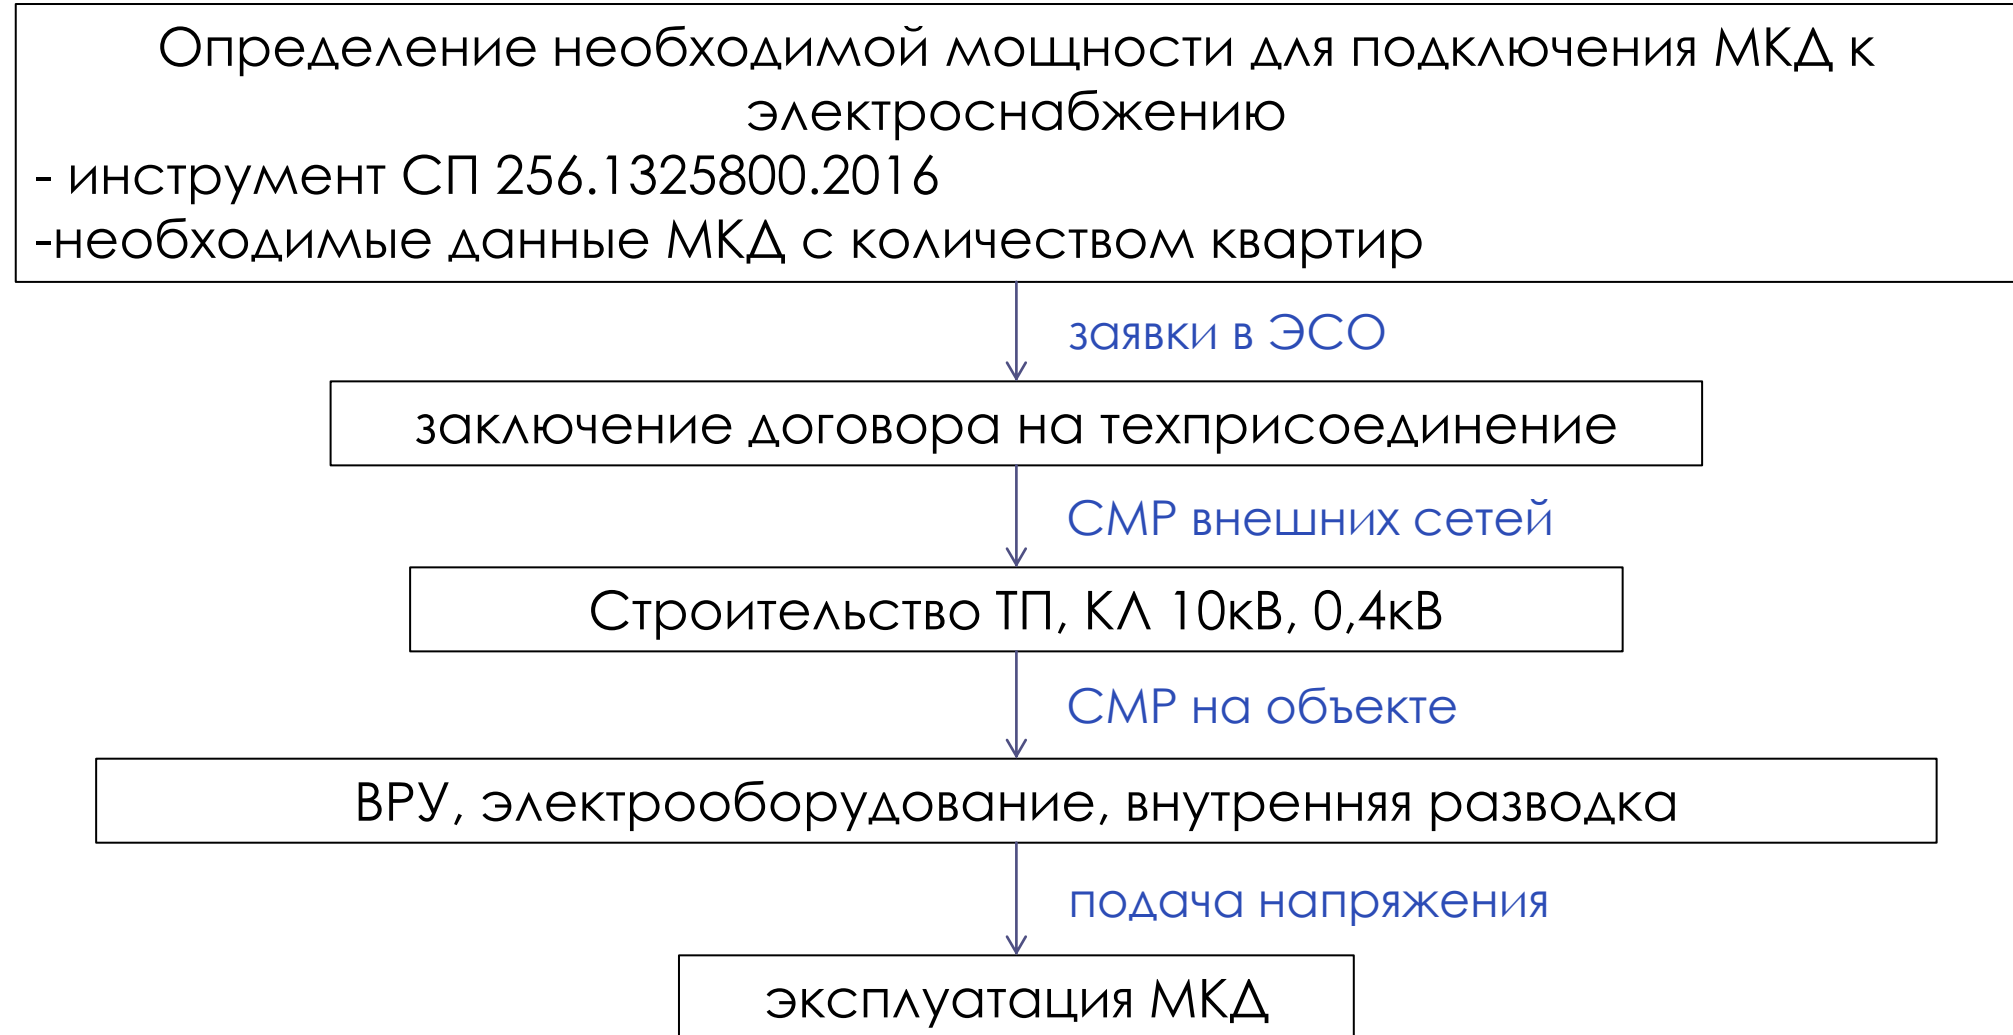 Определение необходимой мощности для подключения МКД к
электроснабжению
- инструмент СП 256.1325800.2016
-необходимые данные МКД с количеством квартир
заявки в ЭСО
заключение договора на техприсоединение
СМР внешних сетей
Строительство ТП, КЛ 10кВ, 0,4кВ
СМР на объекте
ВРУ, электрооборудование, внутренняя разводка
подача напряжения
эксплуатация МКД